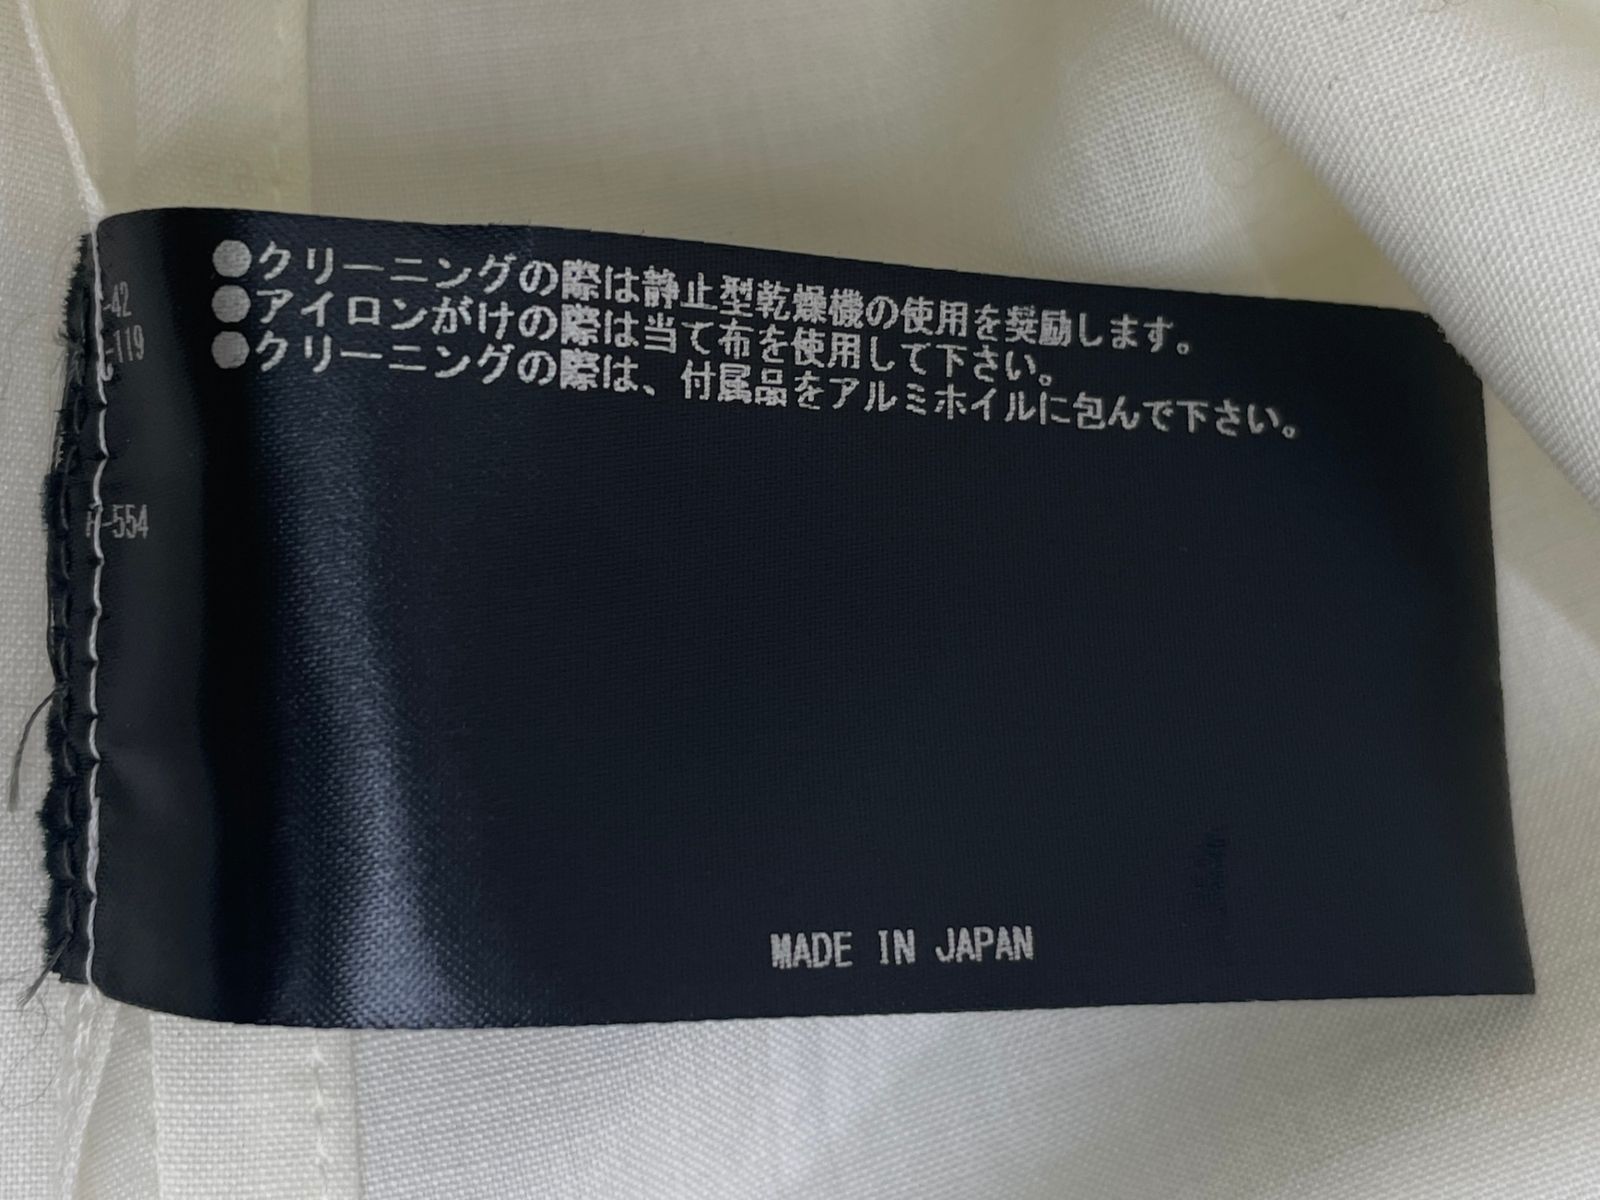 ●クリーニングの際は静止型乾燥機の使用を奨励します。
●アイロンがけの際は当て布を使用して下さい。
●クリーニングの際は、付属品をアルミホイルに包んで下さい。
-42
-119
-554
MADE IN JAPAN